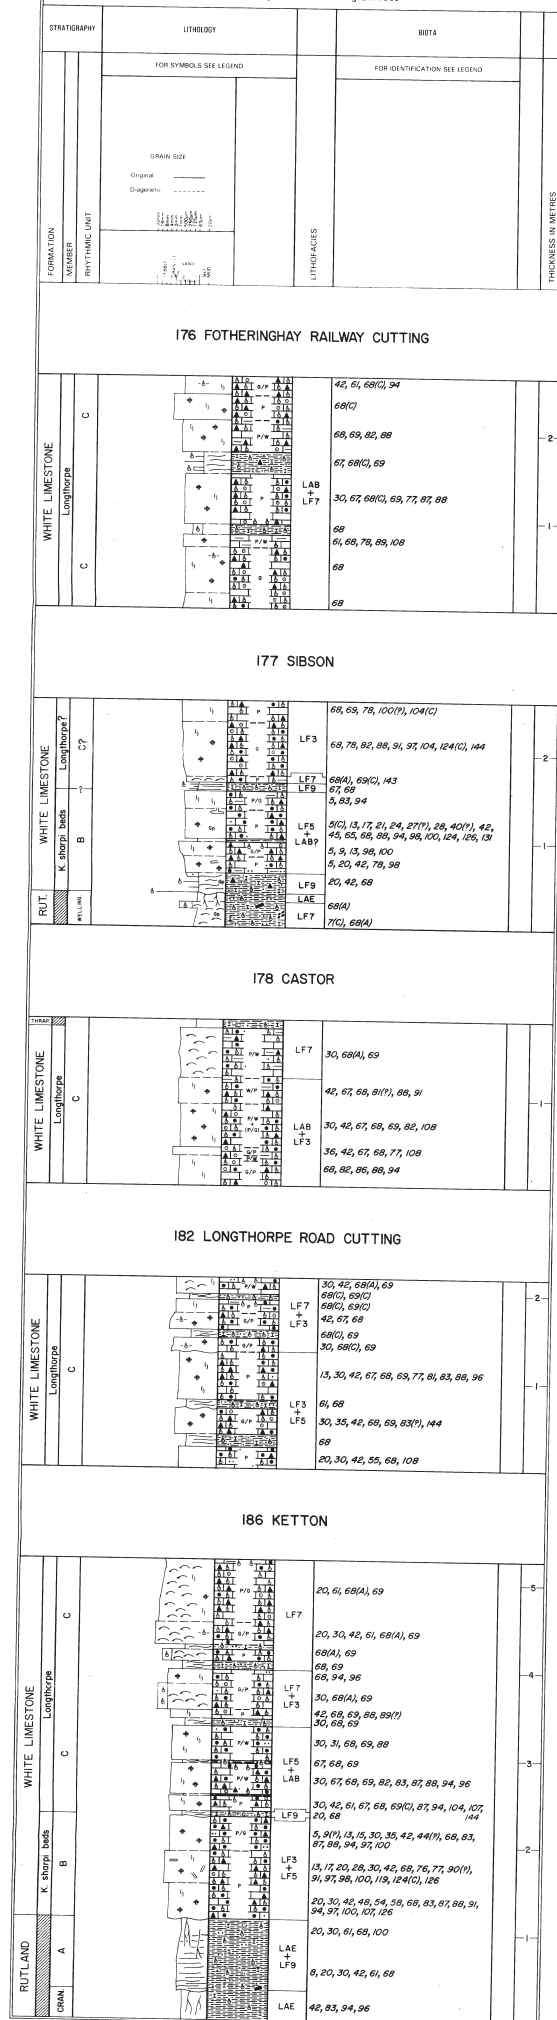 STRATIGRAPHY LITHOLOGY BIOTA
FOR SYMBOLS SEE LEGEND FOR IDENTIFICATION SEE LEGEND
GRAIN SIZE
Original
Diagenetic
SAND
FORMATION MEMBER RHYTHMIC UNIT LITHOFACIES THICKNESS IN METRES
176 FOTHERINGHAY RAILWAY CUTTING
WHITE LIMESTONE
Longthorpe
C
C
LAB + LF7
G/P 42, 61, 68(C), 94
P 68(C)
P/W 68, 69, 82, 88
2
67, 68(C), 69
P 30, 67, 68(C), 69, 77, 87, 88
1
68
P/W 61, 68, 78, 89, 108
G 68
68
177 SIBSON
RUT. WHITE LIMESTONE
K. sharpi beds Longthorpe?
WELLING B ? C?
P 68, 69, 78, 100(?), 104(C)
G LF3 68, 78, 82, 88, 91, 97, 104, 124(C), 144
2
P LF7 68(A), 69(C), 143
LF9 67, 68
P/G 5, 83, 94
LF5 + LAB?
P 5(C), 13, 17, 21, 24, 27(?), 28, 40(?), 42,
45, 65, 68, 88, 94, 98, 100, 124, 126, 131
1
G/P 5, 9, 13, 98, 100
P 5, 20, 42, 78, 98
LF9 20, 42, 68
LAE 68(A)
LF7 7(C), 68(A)
178 CASTOR
THRAP.
WHITE LIMESTONE
Longthorpe
C
P/W LF7 30, 68(A), 69
W/P 42, 67, 68, 81(?), 88, 91
1
P/W + (P/G) LAB + LF3 30, 42, 67, 68, 69, 82, 108
G/P 36, 42, 67, 68, 77, 108
P/W
G/P 68, 82, 86, 88, 94
182 LONGTHORPE ROAD CUTTING
WHITE LIMESTONE
Longthorpe
C
P/W 30, 42, 68(A), 69
2
68(C), 69(C)
P LF7 + LF3 68(C), 69(C)
G/P 42, 67, 68
68(C), 69
G/P 30, 68(C), 69
P 13, 30, 42, 67, 68, 69, 77, 81, 83, 88, 96
1
61, 68
LF3 + LF5
G/P 30, 35, 42, 68, 69, 83(?), 144
68
P 20, 30, 42, 55, 68, 108
186 KETTON
RUTLAND WHITE LIMESTONE
K. sharpi beds Longthorpe
CRAN. A B C C
P/G 20, 61, 68(A), 69
5
LF7
G/P 20, 30, 42, 61, 68(A), 69
P 68(A), 69
68, 69
68, 94, 96
4
G/P LF7 + LF3 30, 68(A), 69
P 42, 68, 69, 88, 89(?)
30, 68, 69
P/W 30, 31, 68, 69, 88
LF5 + LAB
67, 68, 69
3
P/W 30, 67, 68, 69, 82, 83, 87, 88, 94, 96
P 30, 42, 61, 67, 68, 69(C), 87, 94, 104, 107,
LF9 20, 68 144
P/G 5, 9(?), 13, 15, 30, 35, 42, 44(?), 68, 83,
87, 88, 94, 97, 100
2
LF3 + LF5
13, 17, 20, 28, 30, 42, 68, 76, 77, 90(?),
91, 97, 98, 100, 119, 124(C), 126
20, 30, 42, 48, 54, 58, 68, 83, 87, 88, 91,
94, 97, 100, 107, 126
20, 30, 61, 68, 100
1
LAE + LF9
8, 20, 30, 42, 61, 68
LAE 42, 83, 94, 96